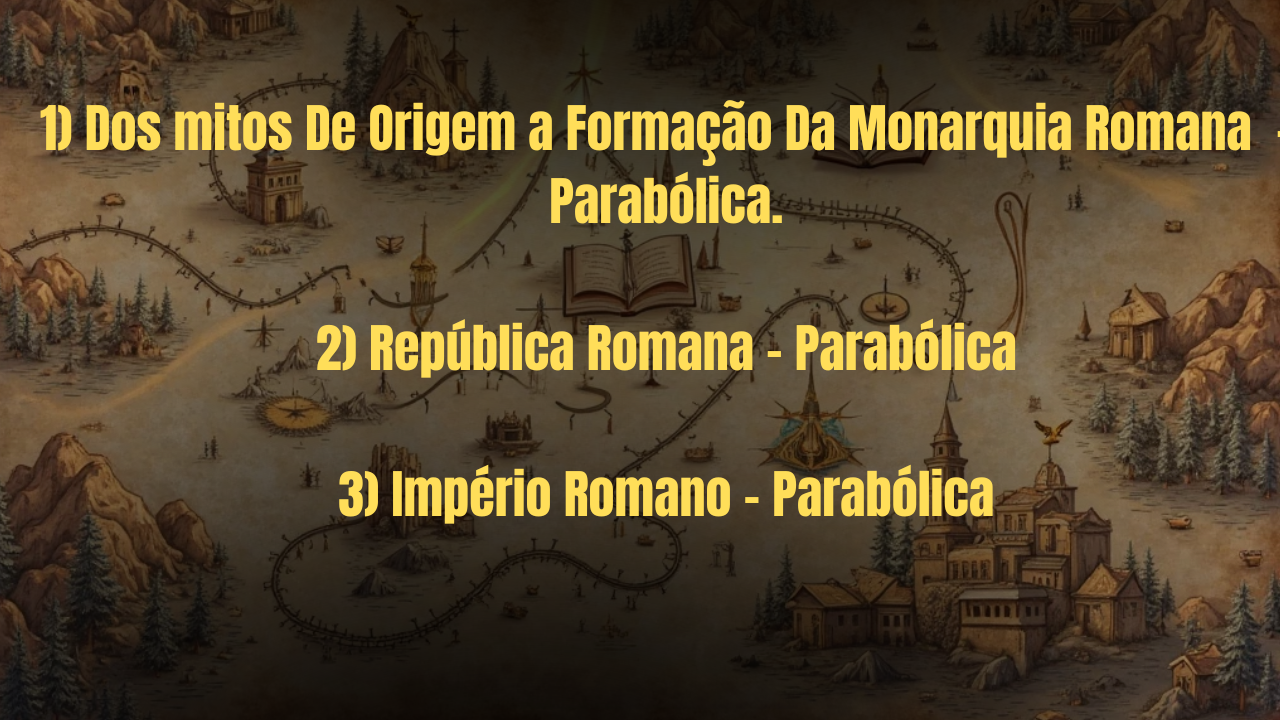 1) Dos mitos De Origem a Formação Da Monarquia Romana -
Parabólica.
2) República Romana - Parabólica
3) Império Romano - Parabólica